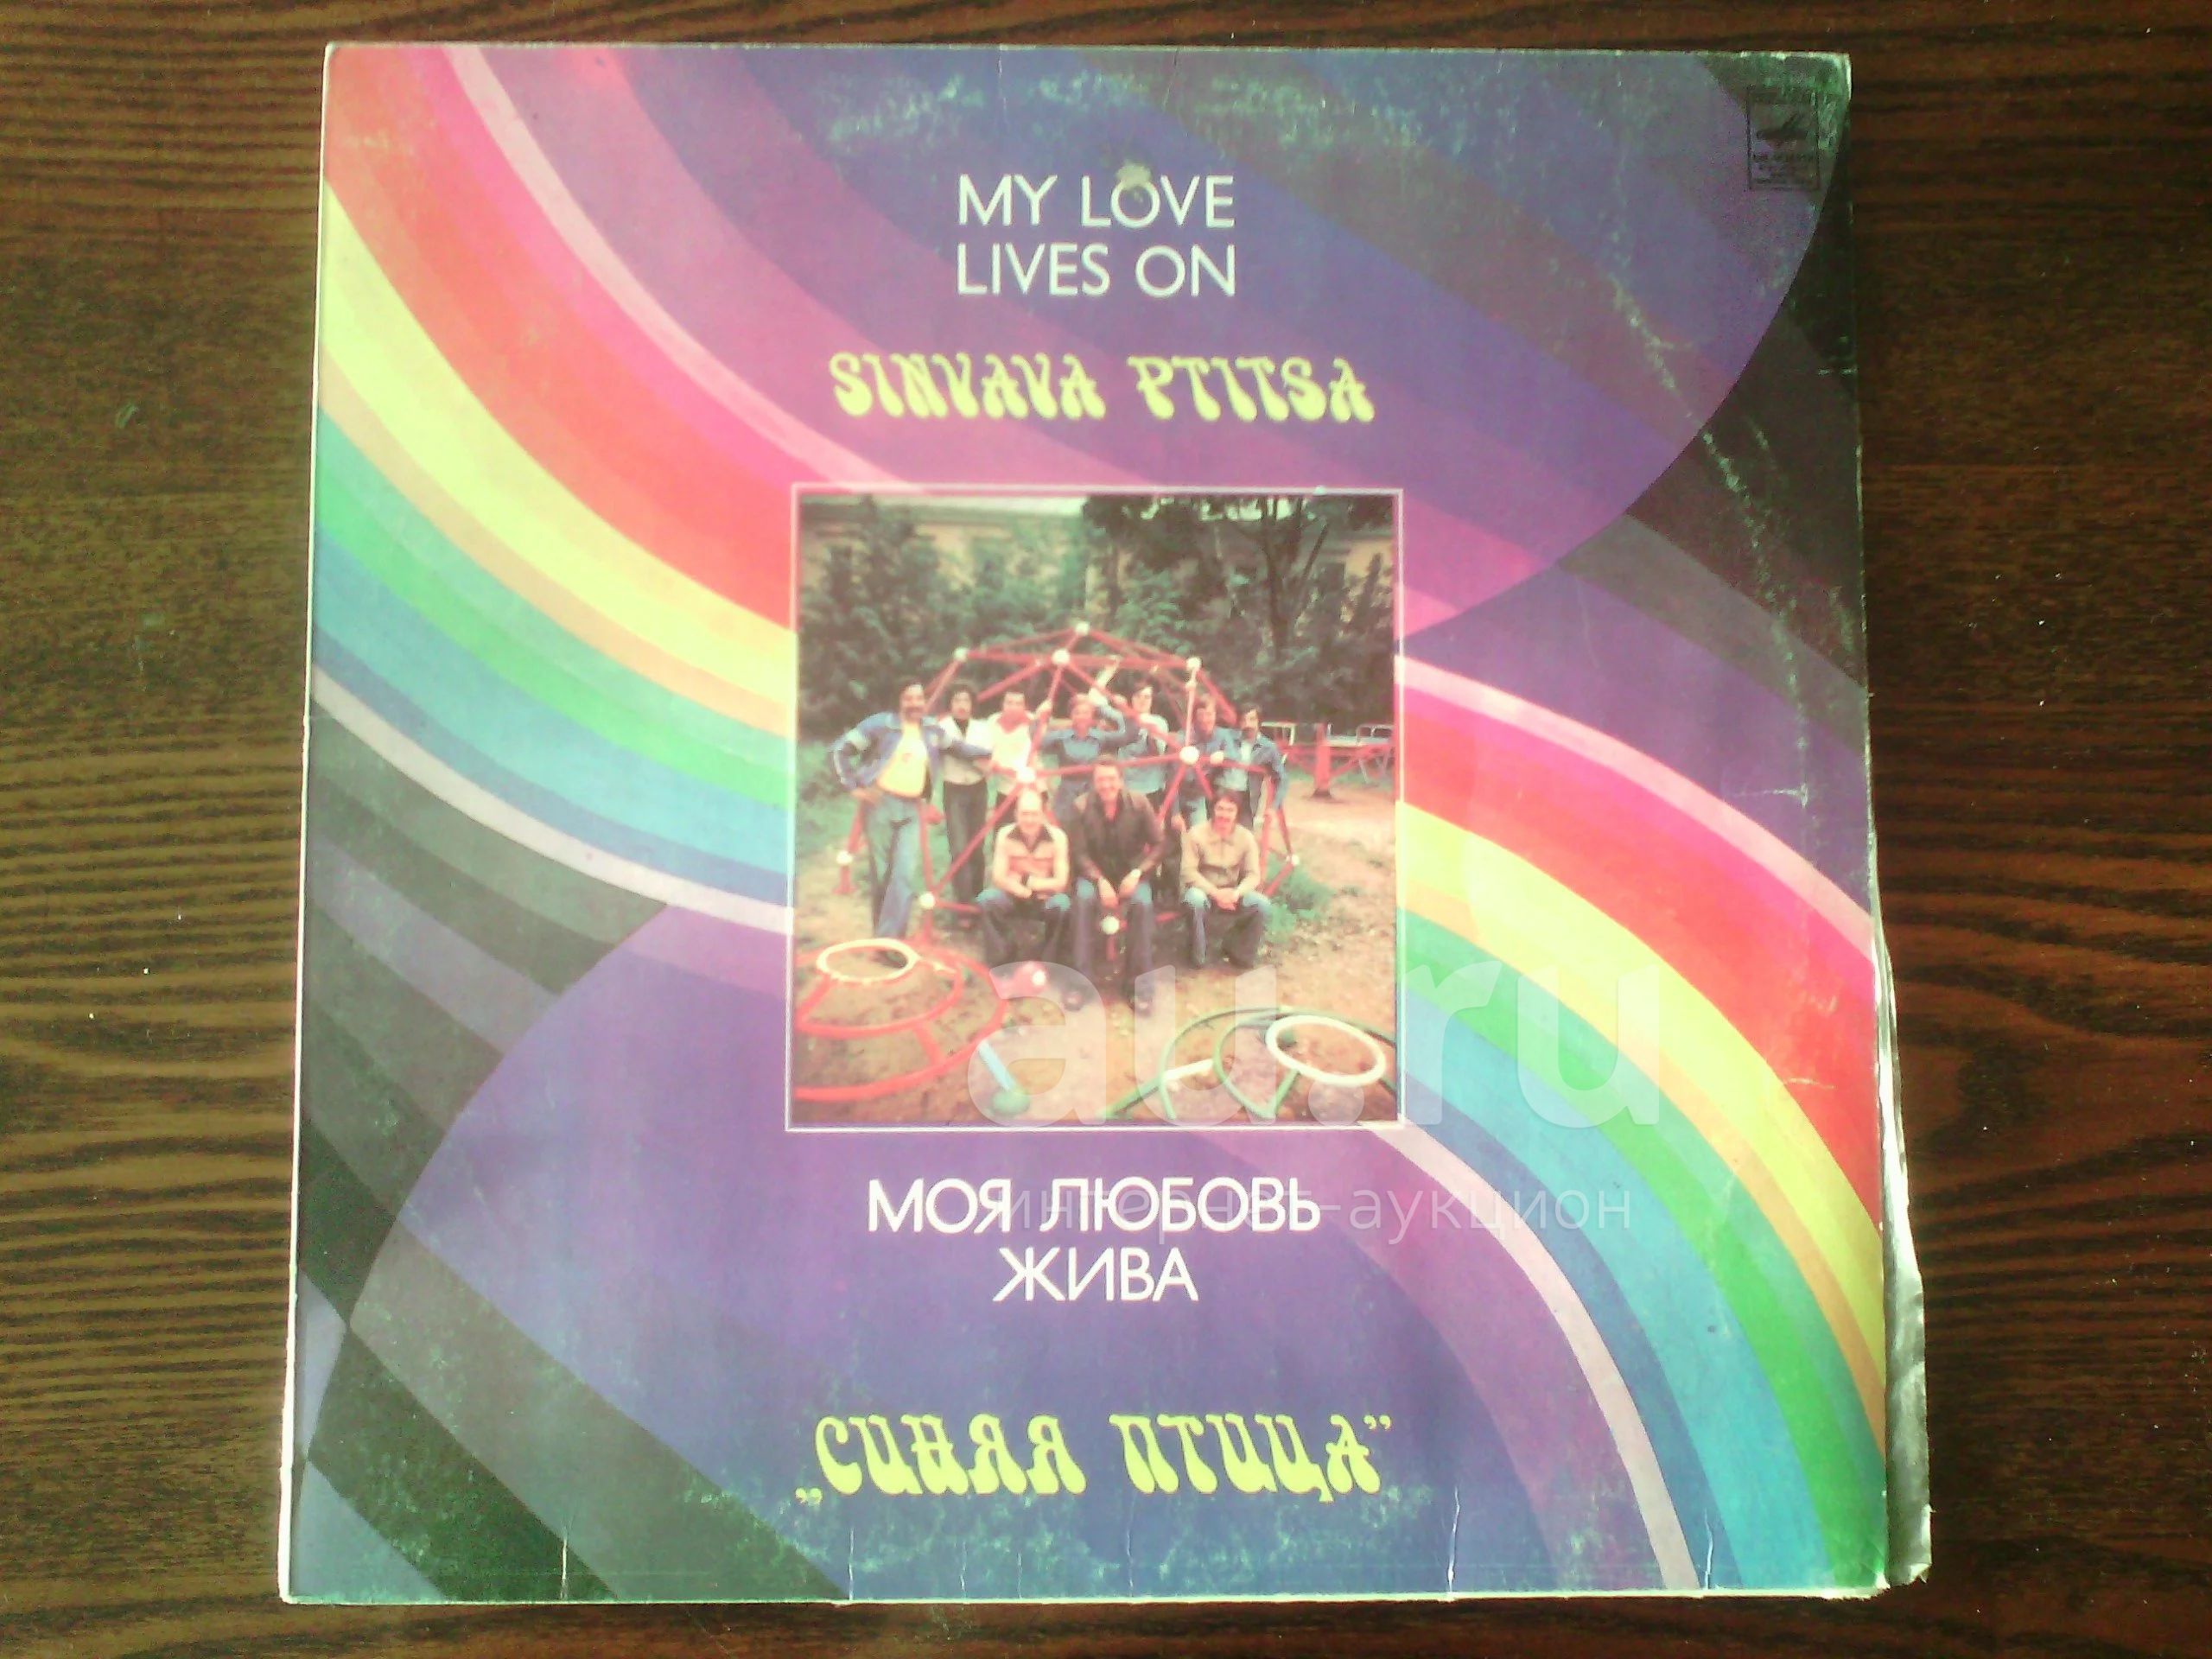 MY LOVE
LIVES ON
SINYAYA PTITSA
au.ru
интернет-аукцион
МОЯ ЛЮБОВЬ
ЖИВА
„СИНЯЯ ПТИЦА”